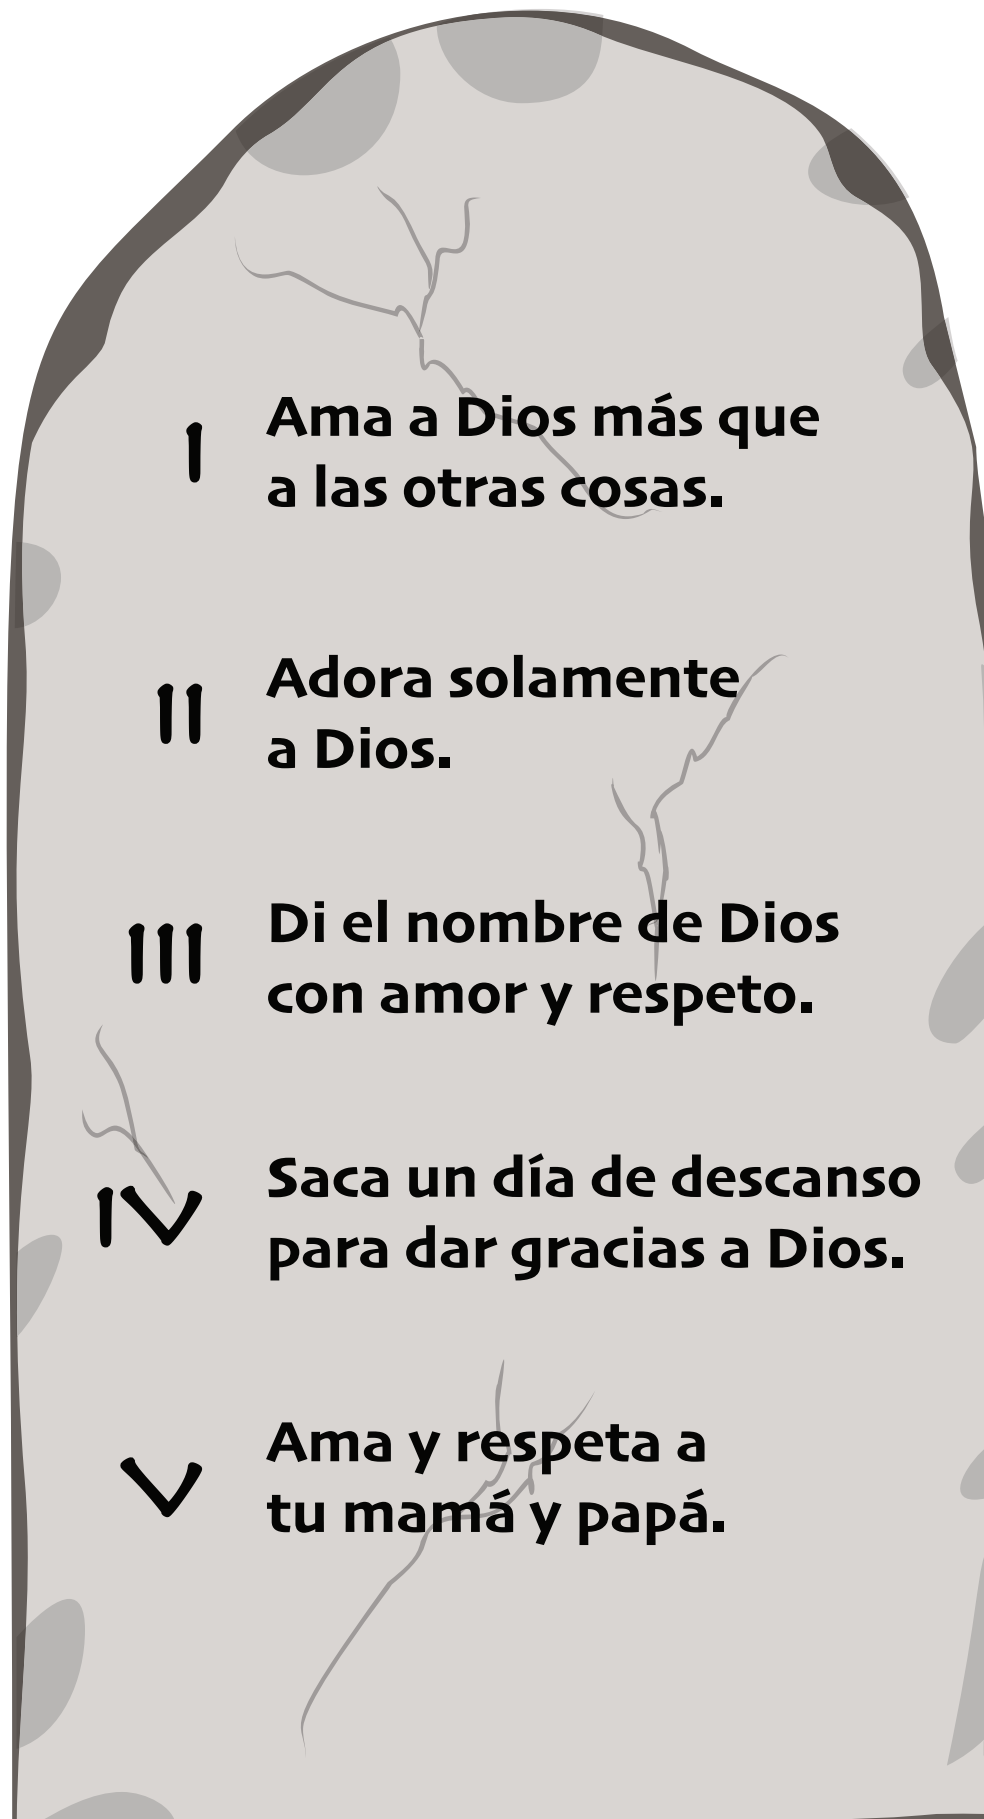 I Ama a Dios más que
a las otras cosas.
II Adora solamente
a Dios.
III Di el nombre de Dios
con amor y respeto.
IV Saca un día de descanso
para dar gracias a Dios.
V Ama y respeta a
tu mamá y papá.